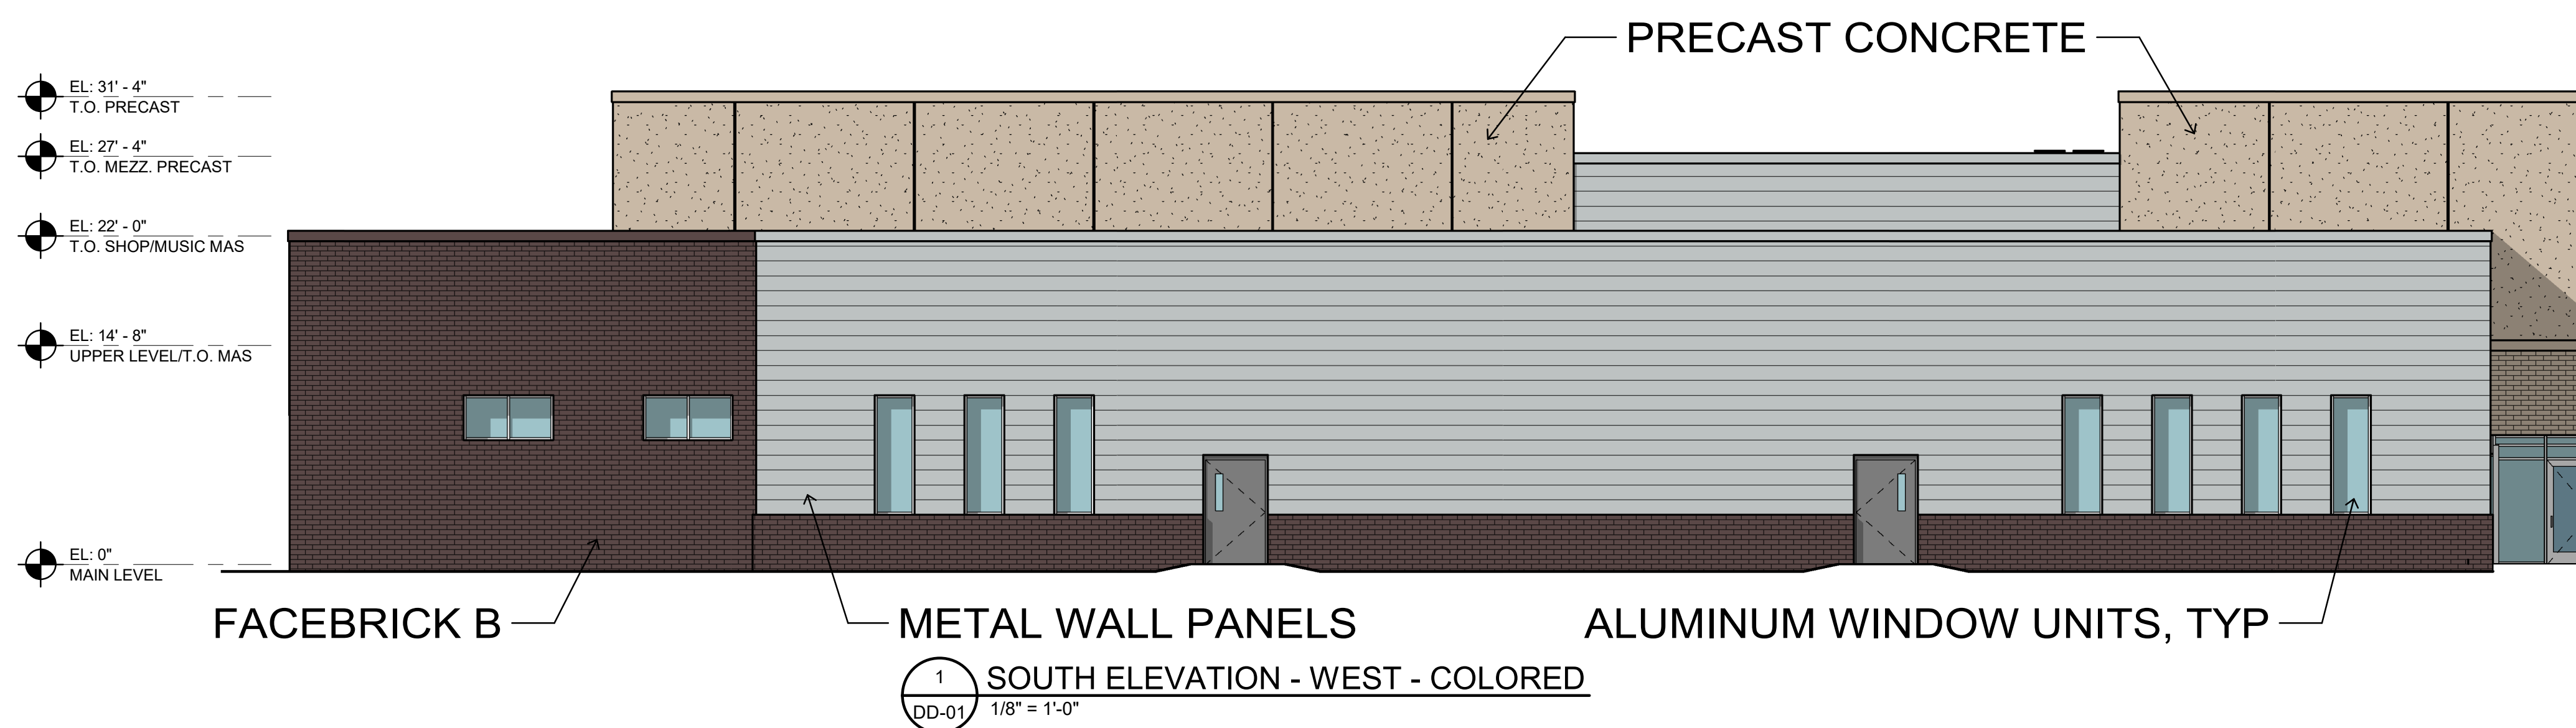 PRECAST CONCRETE
EL: 31' - 4"
T.O. PRECAST
EL: 27' - 4"
T.O. MEZZ. PRECAST
EL: 22' - 0"
T.O. SHOP/MUSIC MAS
EL: 14' - 8"
UPPER LEVEL/T.O. MAS
EL: 0"
MAIN LEVEL
FACEBRICK B
METAL WALL PANELS
ALUMINUM WINDOW UNITS, TYP
1
SOUTH ELEVATION - WEST - COLORED
DD-01
1/8" = 1'-0"